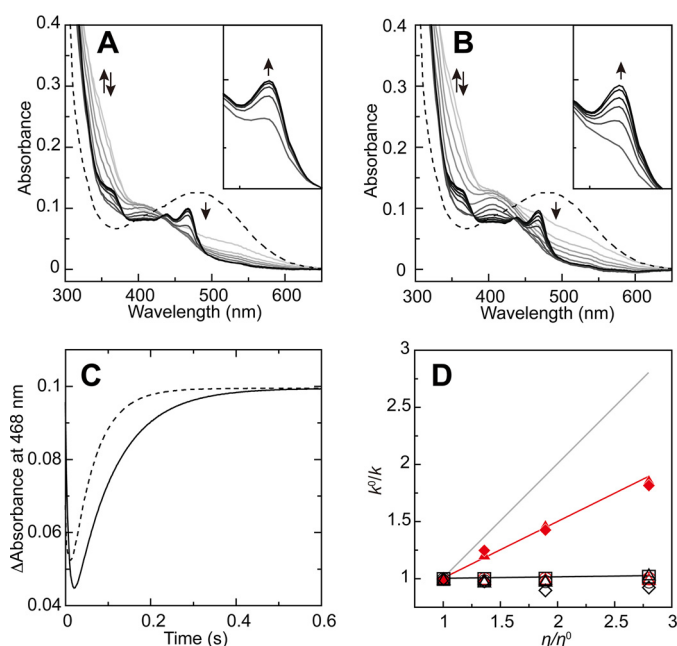 A
0.4
0.3
0.2
0.1
0
Absorbance
300 400 500 600
Wavelength (nm)
B
0.4
0.3
0.2
0.1
0
Absorbance
300 400 500 600
Wavelength (nm)
C
0.1
0.08
0.06
0.04
ΔAbsorbance at 468 nm
0 0.2 0.4 0.6
Time (s)
D
3
2.5
2
1.5
1
k⁰/k
1 1.5 2 2.5 3
η/η⁰